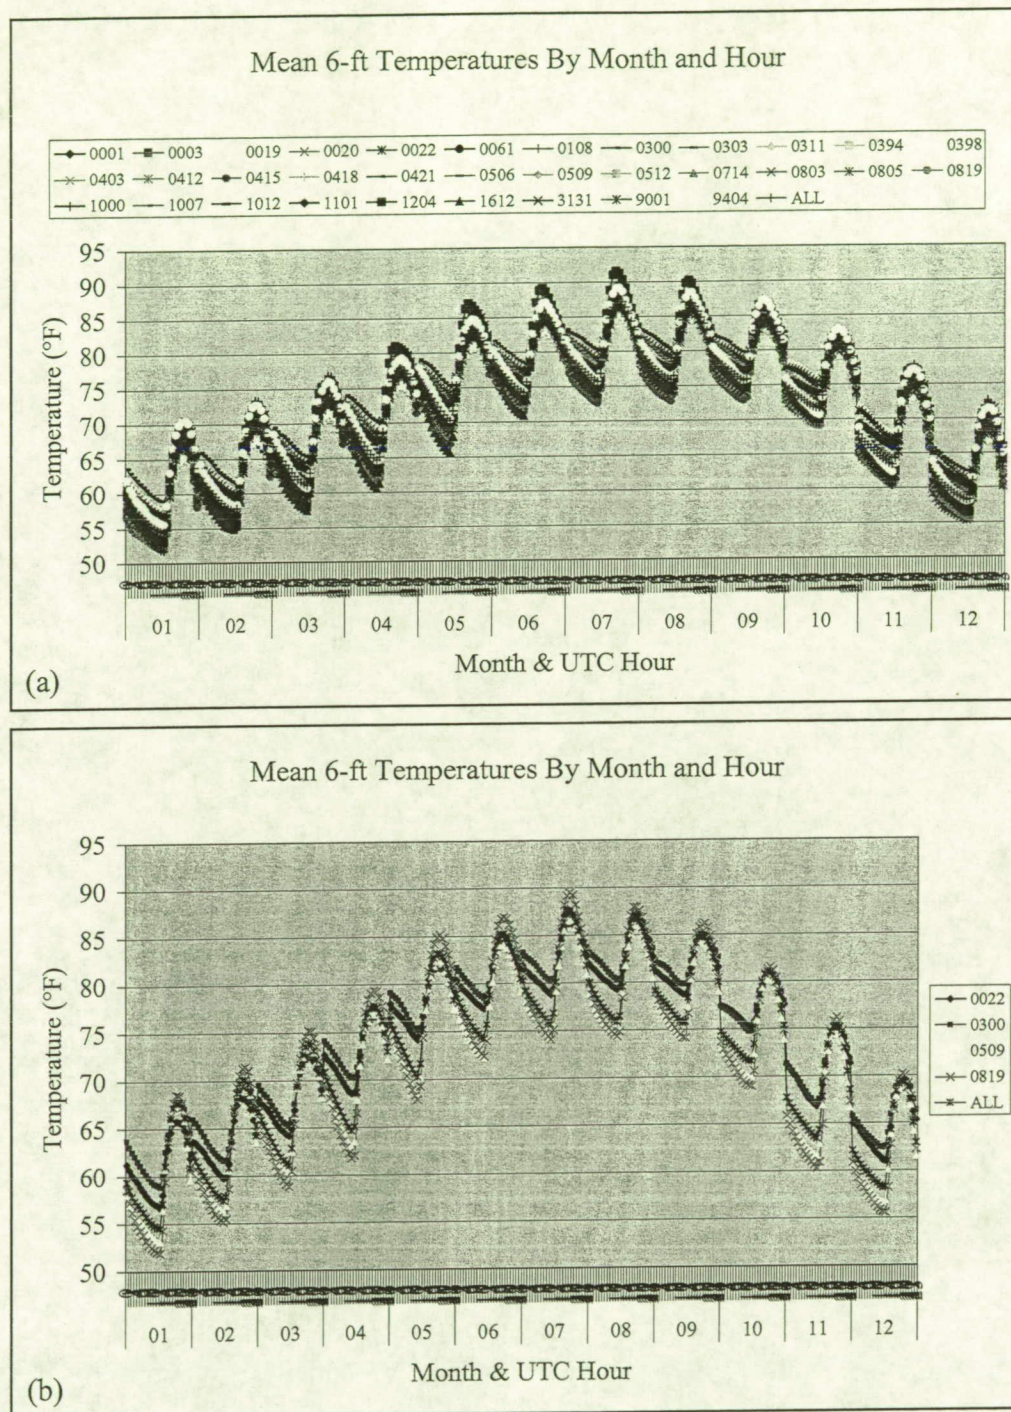 Mean 6-ft Temperatures By Month and Hour
0001 0003 0019 0020 0022 0061 0108 0300 0303 0311 0394 0398
0403 0412 0415 0418 0421 0506 0509 0512 0714 0803 0805 0819
1000 1007 1012 1101 1204 1612 3131 9001 9404 ALL
95
90
85
80
75
70
65
60
55
50
Temperature (°F)
01 02 03 04 05 06 07 08 09 10 11 12
Month & UTC Hour
(a)
Mean 6-ft Temperatures By Month and Hour
95
90
85
80
75
70
65
60
55
50
Temperature (°F)
0022
0300
0509
0819
ALL
01 02 03 04 05 06 07 08 09 10 11 12
Month & UTC Hour
(b)